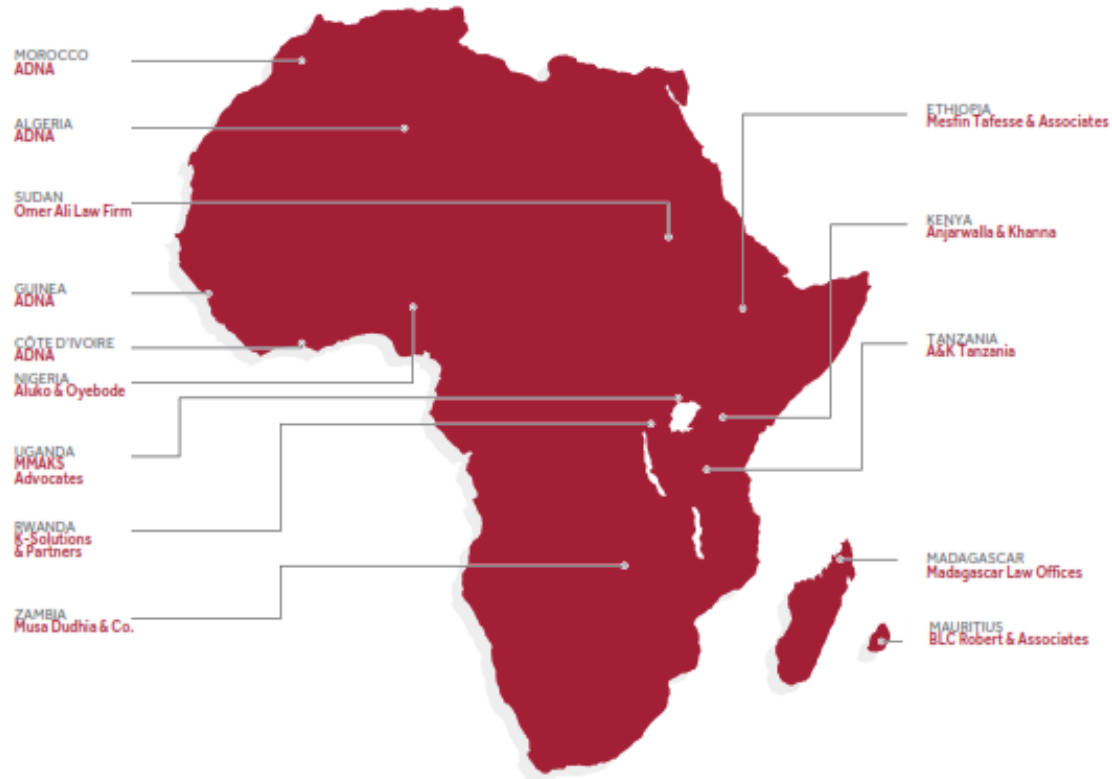 MOROCCO
ADNA
ALGERIA
ADNA
SUDAN
Omer Ali Law Firm
GUINEA
ADNA
CÔTE D'IVOIRE
ADNA
NIGERIA
Aluko & Oyebode
UGANDA
MMAKS
Advocates
RWANDA
K-Solutions
& Partners
ZAMBIA
Musa Dudhia & Co.
ETHIOPIA
Mesfin Tafesse & Associates
KENYA
Anjarwalla & Khanna
TANZANIA
A&K Tanzania
MADAGASCAR
Madagascar Law Offices
MAURITIUS
BLC Robert & Associates